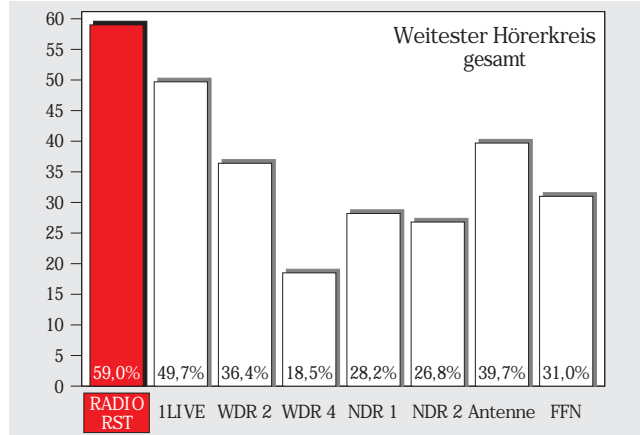 Weitester Hörerkreis
gesamt
60
55
50
45
40
35
30
25
20
15
10
5
0
59,0% 49,7% 36,4% 18,5% 28,2% 26,8% 39,7% 31,0%
RADIO
RST
1LIVE WDR 2 WDR 4 NDR 1 NDR 2 Antenne FFN